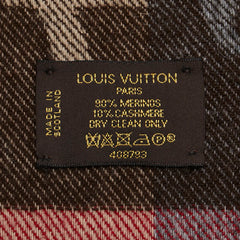 LOUIS VUITTON
PARIS
90% MERINOS
10% CASHMERE
DRY CLEAN ONLY
408793
MADE IN
SCOTLAND